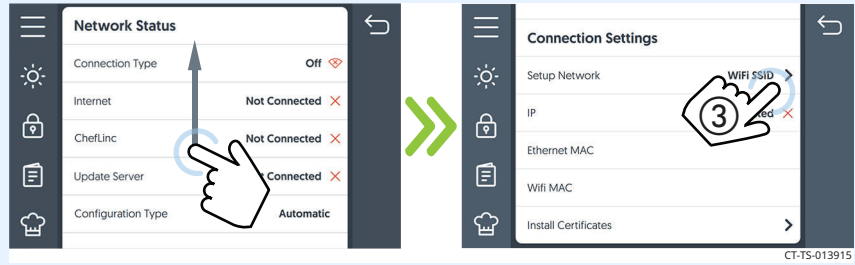 Network Status
Connection Type Off
Internet Not Connected
ChefLinc Not Connected
Update Server Connected
Configuration Type Automatic
Connection Settings
Setup Network WiFi SSID
IP
3
Ethernet MAC
Wifi MAC
Install Certificates
CT-TS-013915